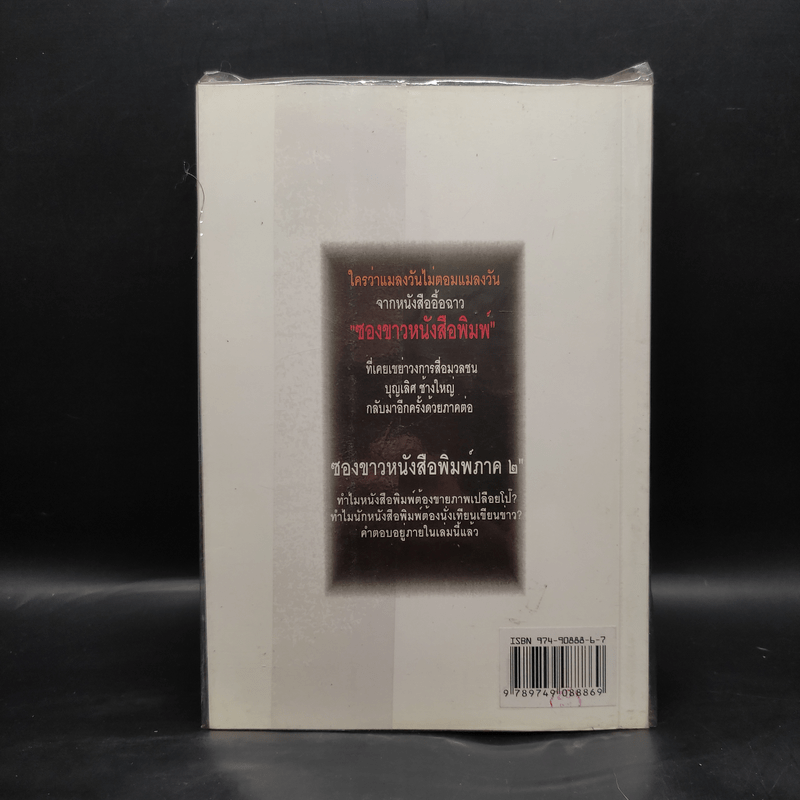 ใครว่าแมลงวันไม่ตอมแมลงวัน
จากหนังสืออื้อฉาว
"ซองขาวหนังสือพิมพ์"
ที่เคยเขย่าวงการสื่อมวลชน
บุญเลิศ ช้างใหญ่
กลับมาอีกครั้งด้วยภาคต่อ
ซองขาวหนังสือพิมพ์ภาค ๒"
ทำไมหนังสือพิมพ์ต้องขายภาพเปลือยโป๊?
ทำไมนักหนังสือพิมพ์ต้องนั่งเทียนเขียนข่าว?
คำตอบอยู่ภายในเล่มนี้แล้ว
ISBN 974-90888-6-7
9 789749 088869